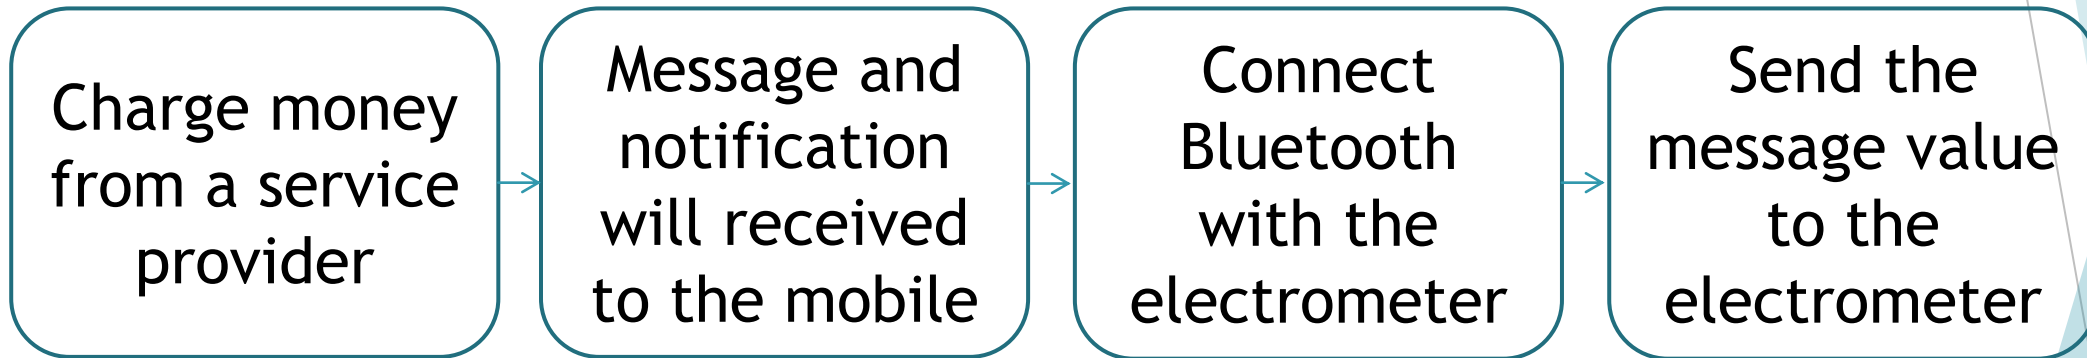 Charge money
from a service
provider
Message and
notification
will received
to the mobile
Connect
Bluetooth
with the
electrometer
Send the
message value
to the
electrometer